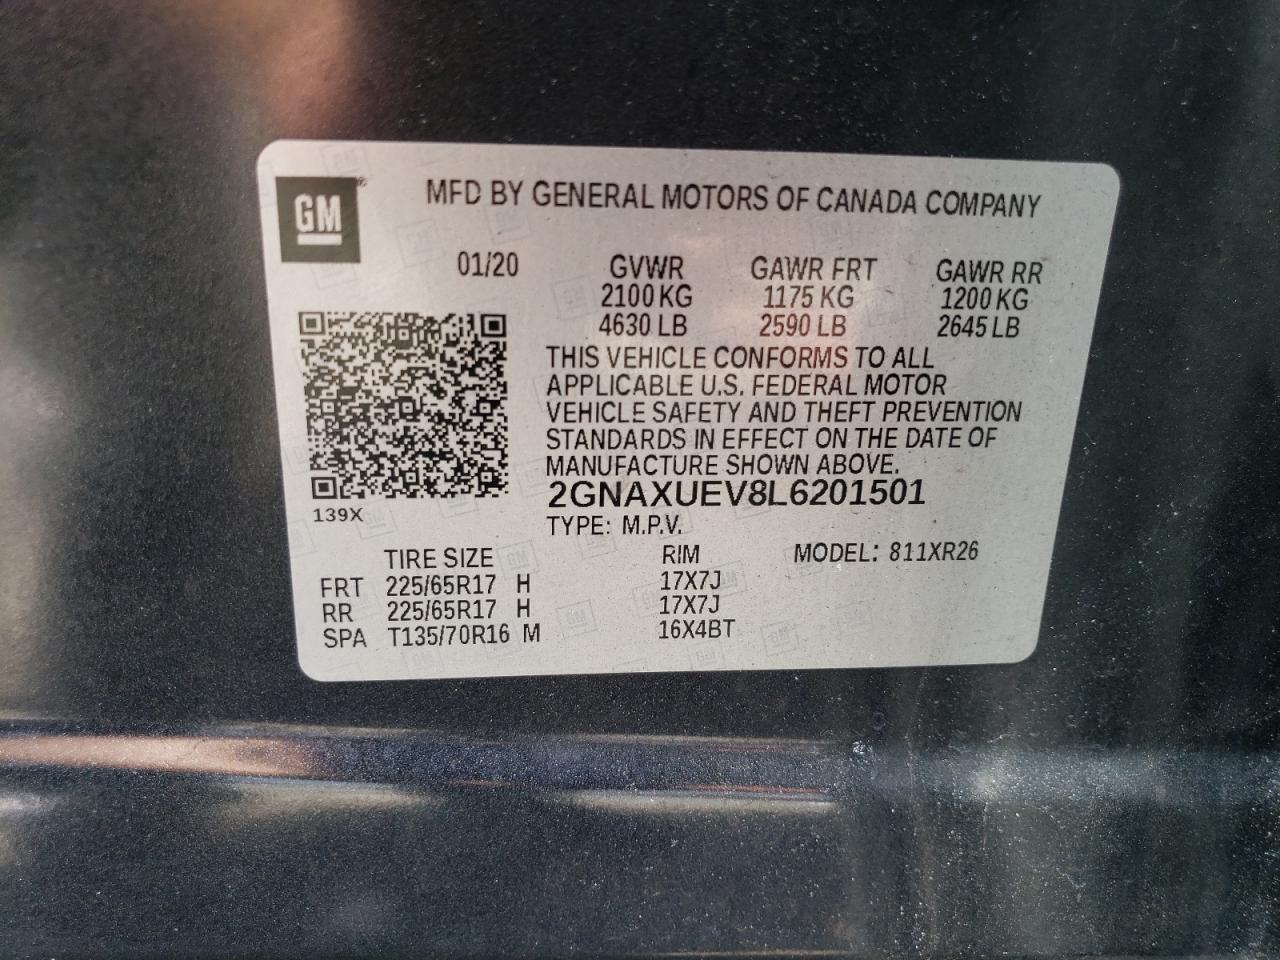 GM
MFD BY GENERAL MOTORS OF CANADA COMPANY
01/20 GVWR GAWR FRT GAWR RR
2100 KG 1175 KG 1200 KG
4630 LB 2590 LB 2645 LB
THIS VEHICLE CONFORMS TO ALL
APPLICABLE U.S. FEDERAL MOTOR
VEHICLE SAFETY AND THEFT PREVENTION
STANDARDS IN EFFECT ON THE DATE OF
MANUFACTURE SHOWN ABOVE.
2GNAXUEV8L6201501
139X
TYPE: M.P.V.
TIRE SIZE RIM MODEL: 811XR26
FRT 225/65R17 H 17X7J
RR 225/65R17 H 17X7J
SPA T135/70R16 M 16X4BT